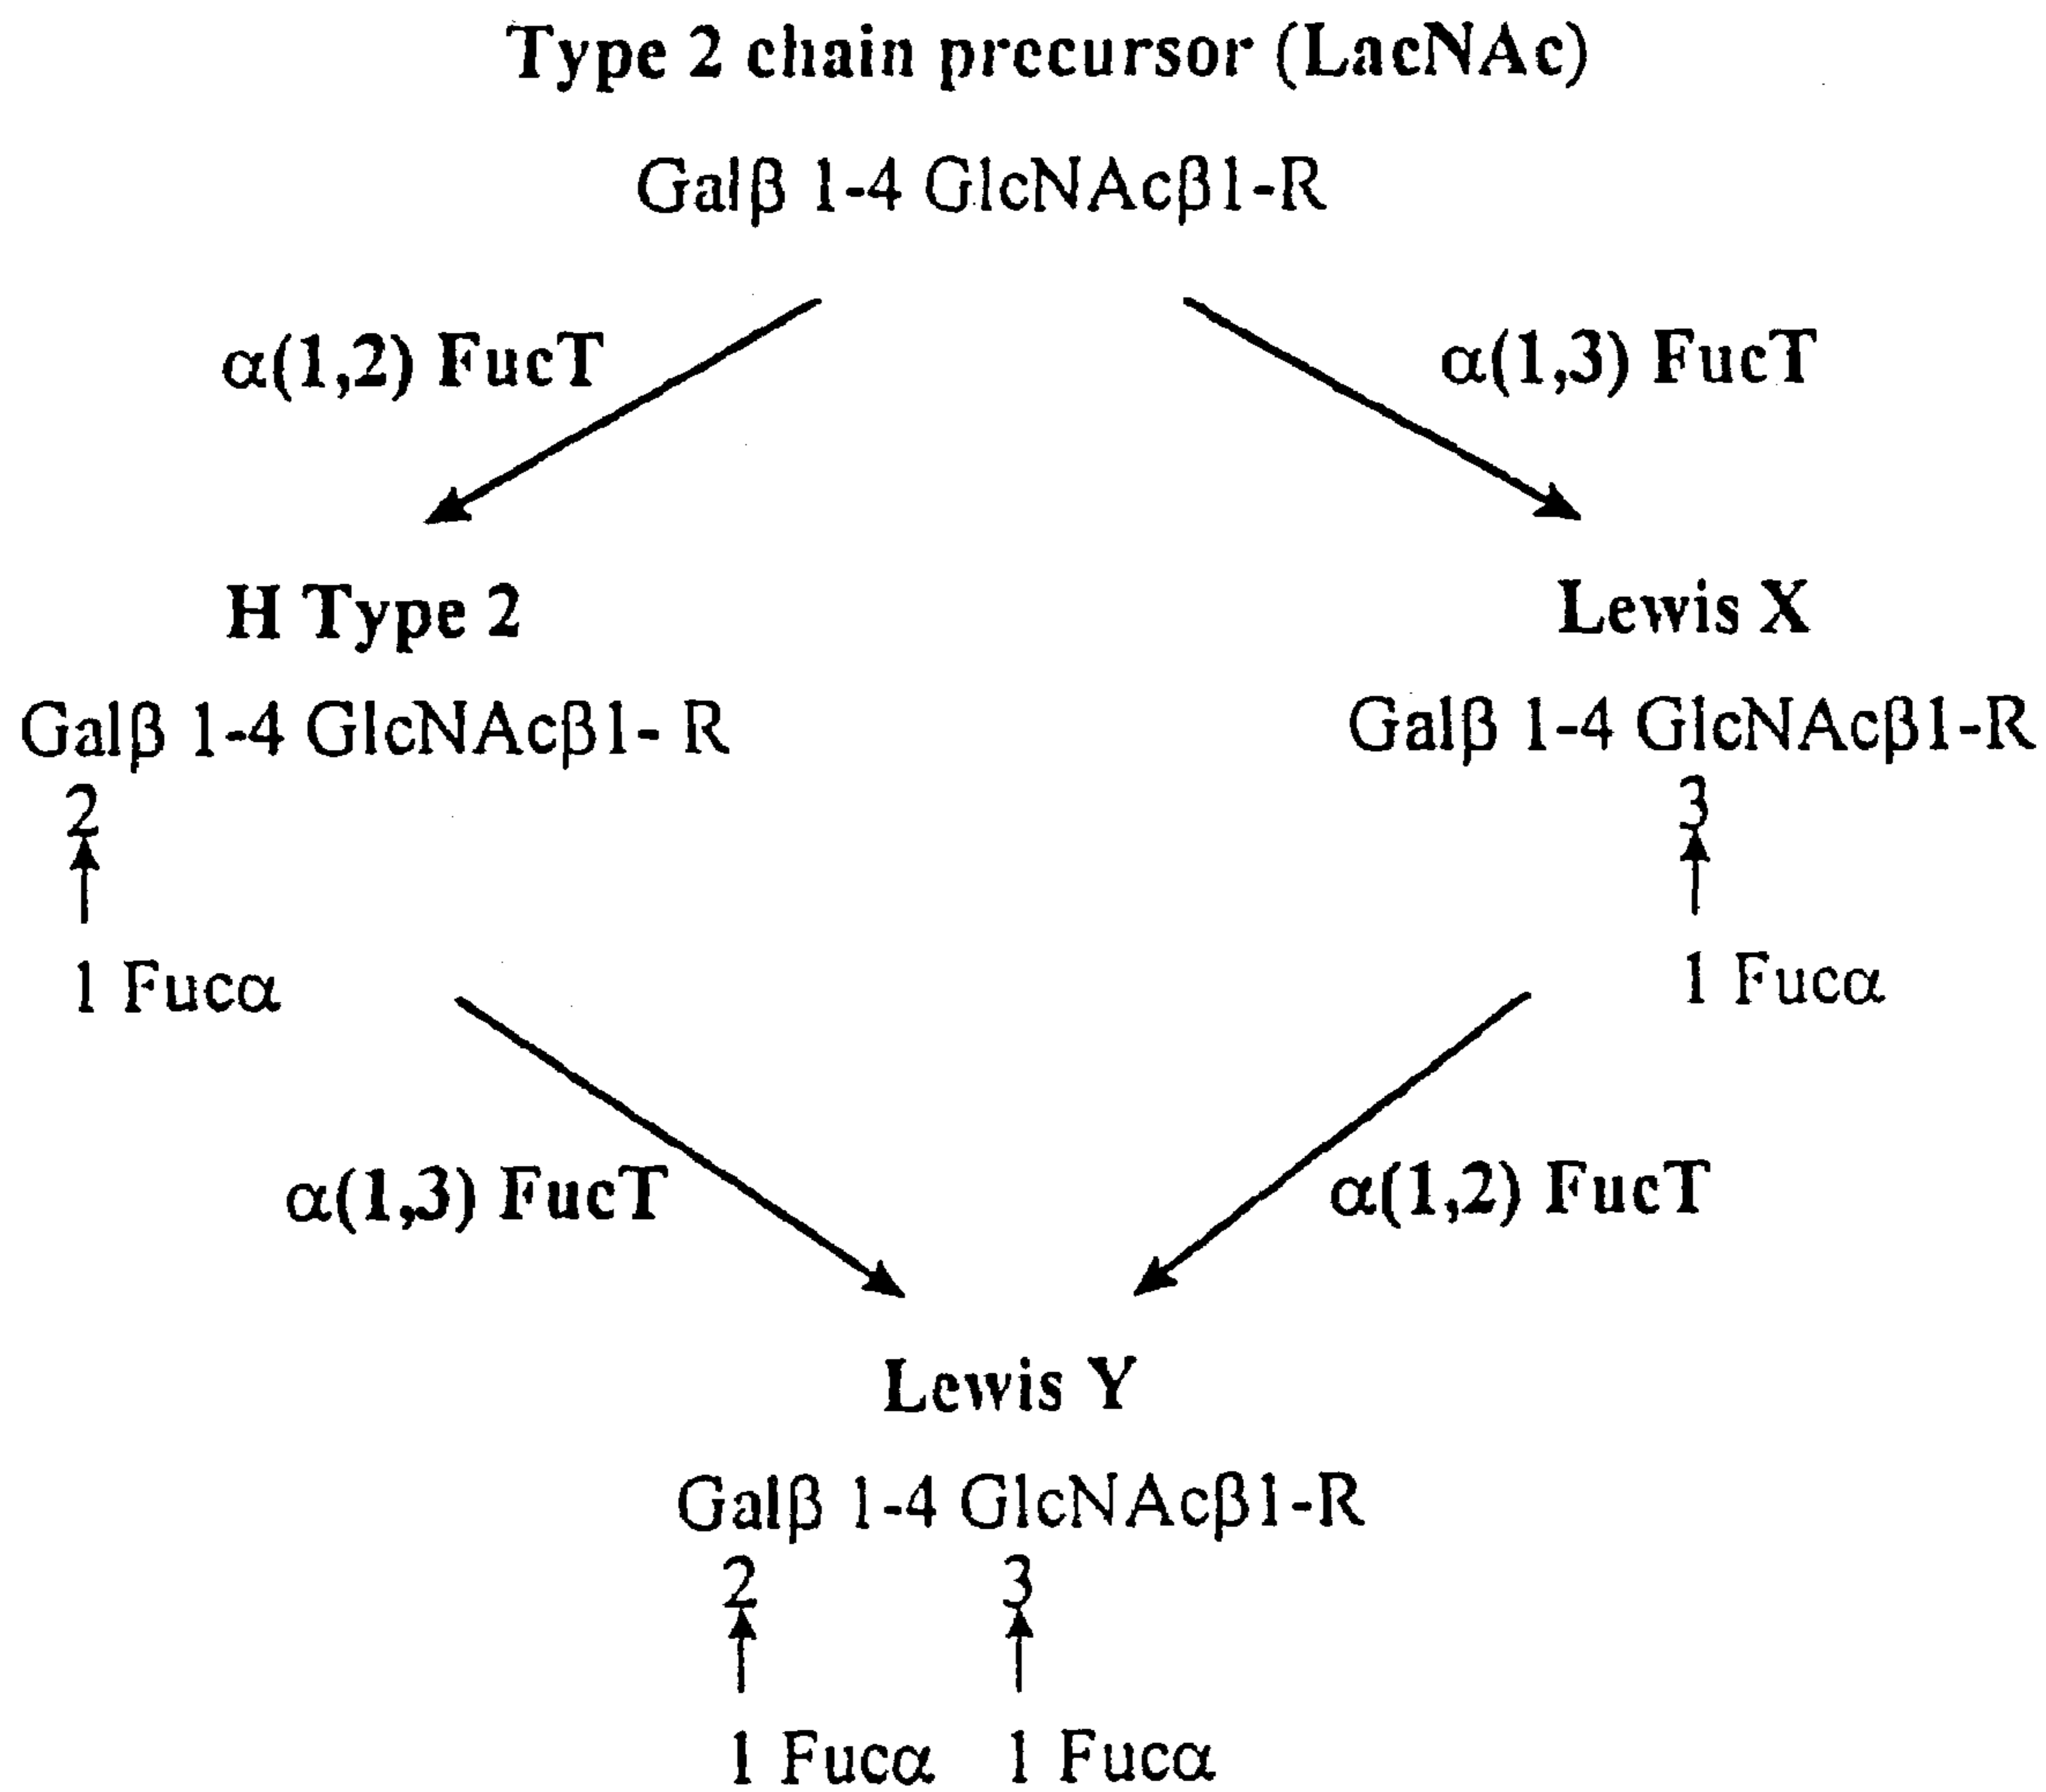 Type 2 chain precursor (LacNAc)
Galβ 1-4 GlcNAcβ1-R
α(1,2) FucT
α(1,3) FucT
H Type 2
Lewis X
Galβ 1-4 GlcNAcβ1- R
Galβ 1-4 GlcNAcβ1-R
2
3
1 Fucα
1 Fucα
α(1,3) FucT
α(1,2) FucT
Lewis Y
Galβ 1-4 GlcNAcβ1-R
2 3
1 Fucα 1 Fucα